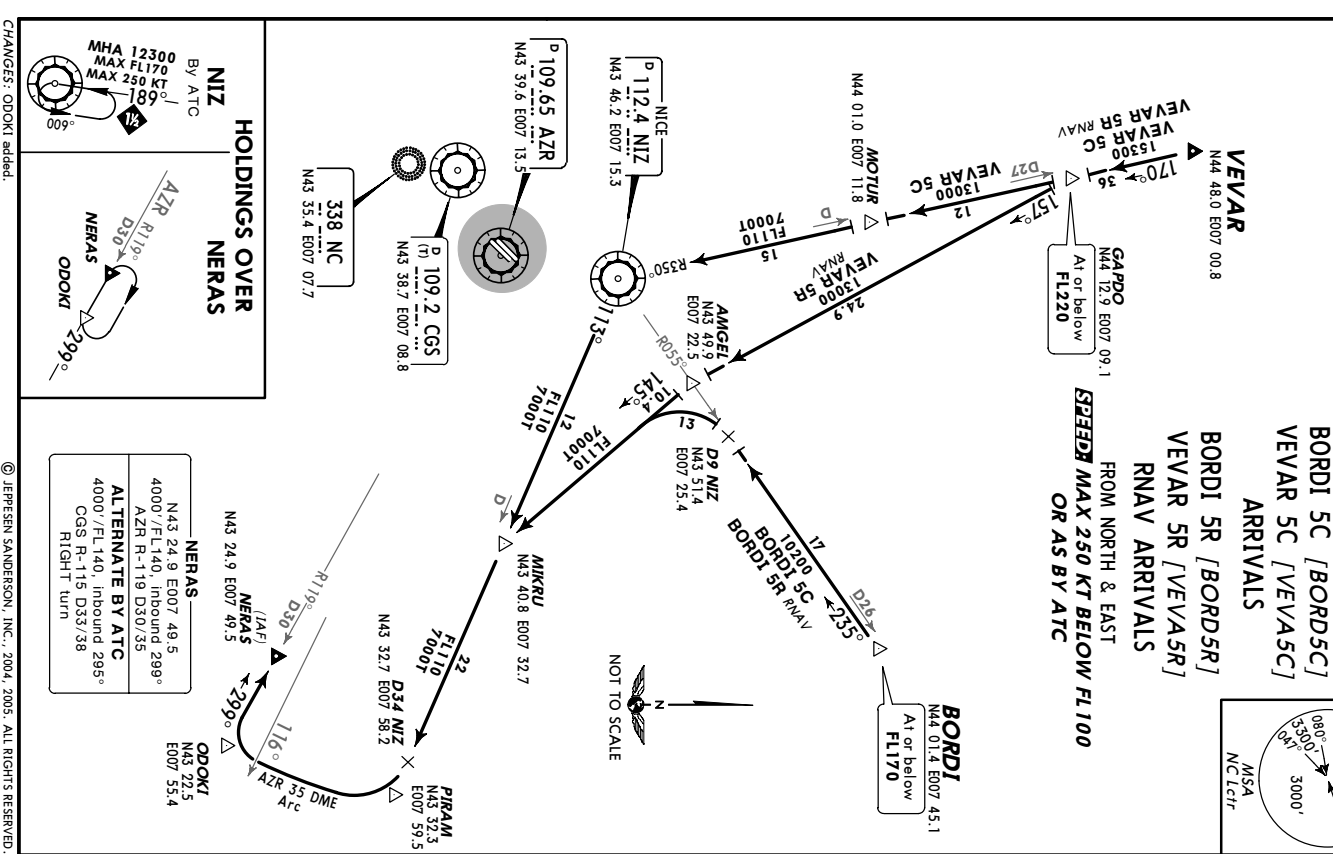 BORDI 5C [BORD5C]
VEVAR 5C [VEVA5C]
ARRIVALS
BORDI 5R [BORD5R]
VEVAR 5R [VEVA5R]
RNAV ARRIVALS
FROM NORTH & EAST
SPEED: MAX 250 KT BELOW FL100
OR AS BY ATC
080°
3300'
047°
3000'
MSA
NC Lctr
VEVAR
N44 48.0 E007 00.8
170°
36
15300
VEVAR 5C
VEVAR 5R RNAV
GAPDO
N44 12.9 E007 09.1
At or below
FL220
D27
157°
12
13000
VEVAR 5C
MOTUR
N44 01.0 E007 11.8
D
15
FL110
7000T
R350°
24.9
13000
VEVAR 5R
RNAV
AMGEL
N43 49.9
E007 22.5
R055°
10.4
145°
FL110
7000T
13
D9 NIZ
N43 51.4
E007 25.4
BORDI
N44 01.4 E007 45.1
At or below
FL170
D26
235°
17
10200
BORDI 5C
BORDI 5R RNAV
NICE
D 112.4 NIZ
N43 46.2 E007 15.3
D 109.65 AZR
N43 39.6 E007 13.5
D
(T) 109.2 CGS
N43 38.7 E007 08.8
338 NC
N43 35.4 E007 07.7
113°
12
FL110
7000T
D
MIKRU
N43 40.8 E007 32.7
22
FL110
7000T
D34 NIZ
N43 32.7 E007 58.2
PIRAM
N43 32.3
E007 59.5
AZR 35 DME
Arc
116°
R119°
D30
(IAF)
NERAS
N43 24.9 E007 49.5
299°
ODOKI
N43 22.5
E007 55.4
NOT TO SCALE
N
NERAS
N43 24.9 E007 49.5
4000'/FL140, inbound 299°
AZR R-119 D30/35
ALTERNATE BY ATC
4000'/FL140, inbound 295°
CGS R-115 D33/38
RIGHT turn
HOLDINGS OVER
NIZ
By ATC
MHA 12300
MAX FL170
MAX 250 KT
189°
009°
1½
NERAS
AZR R119°
D30
NERAS
ODOKI
299°
CHANGES: ODOKI added.
© JEPPESEN SANDERSON, INC., 2004, 2005. ALL RIGHTS RESERVED.